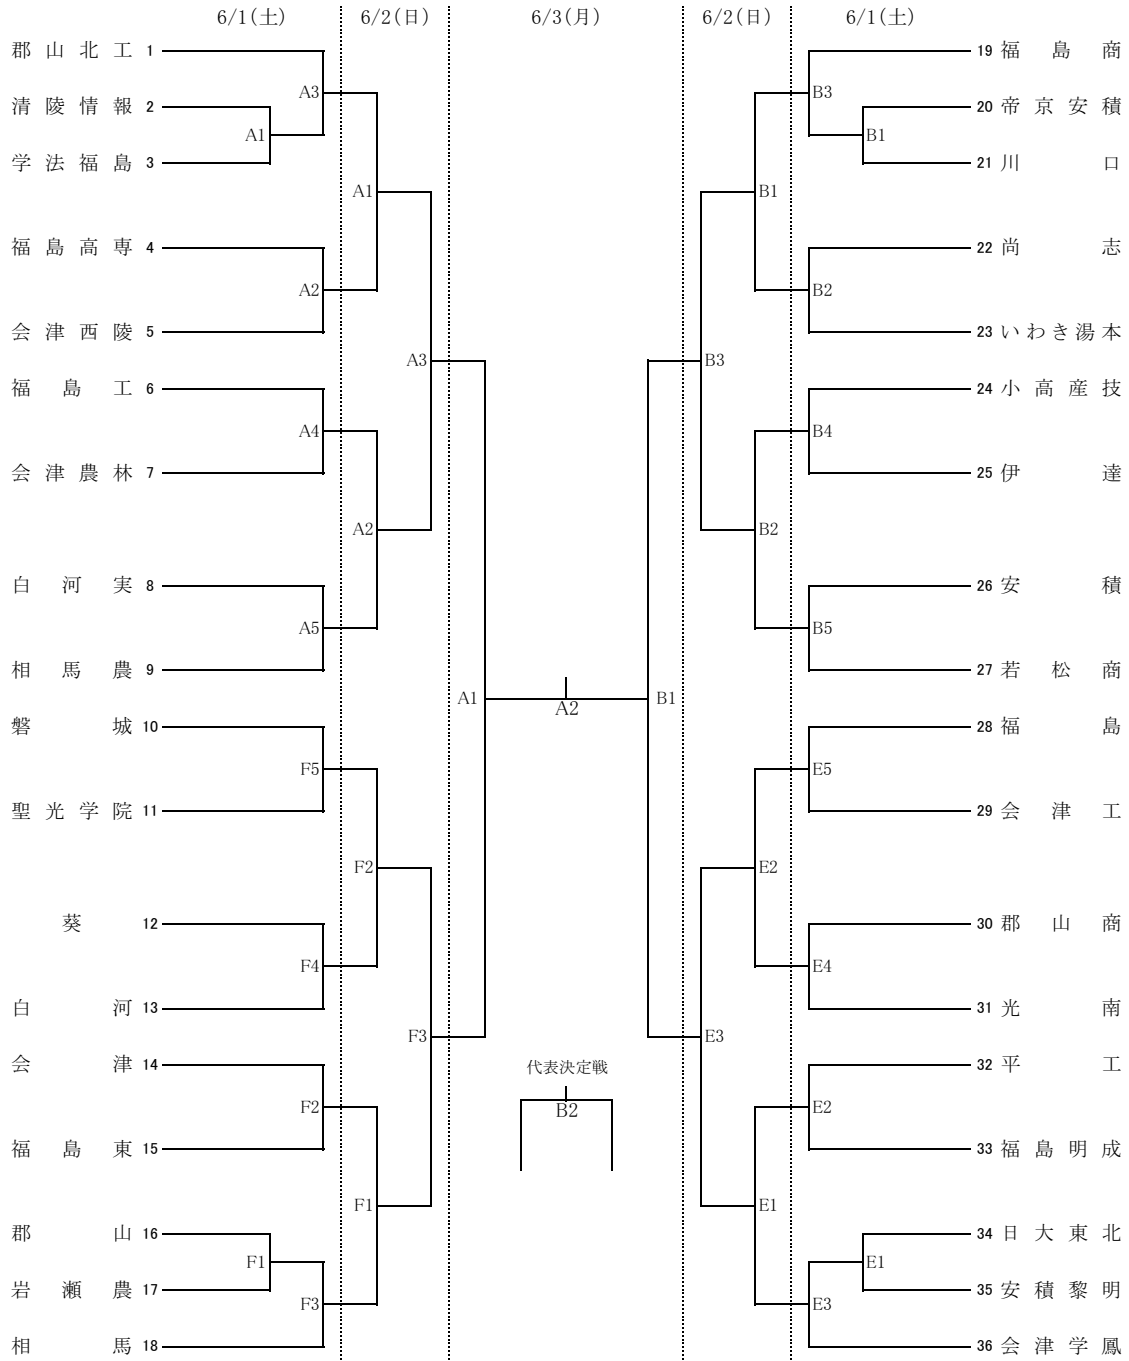 6/1(土) 6/2(日) 6/3(月) 6/2(日) 6/1(土)
郡山北工 1 19 福島商
A3 B3
清陵情報 2 20 帝京安積
A1 B1
学法福島 3 21 川口
A1 B1
福島高専 4 22 尚志
A2 B2
会津西陵 5 23 いわき湯本
A3 B3
福島工 6 24 小高産技
A4 B4
会津農林 7 25 伊達
A2 B2
白河実 8 26 安積
A5 B5
相馬農 9 27 若松商
A1 A2 B1
磐城 10 28 福島
F5 E5
聖光学院 11 29 会津工
F2 E2
葵 12 30 郡山商
F4 E4
白河 13 31 光南
F3 E3
会津 14 代表決定戦 32 平工
F2 B2 E2
福島東 15 33 福島明成
F1 E1
郡山 16 34 日大東北
F1 E1
岩瀬農 17 35 安積黎明
F3 E3
相馬 18 36 会津学鳳